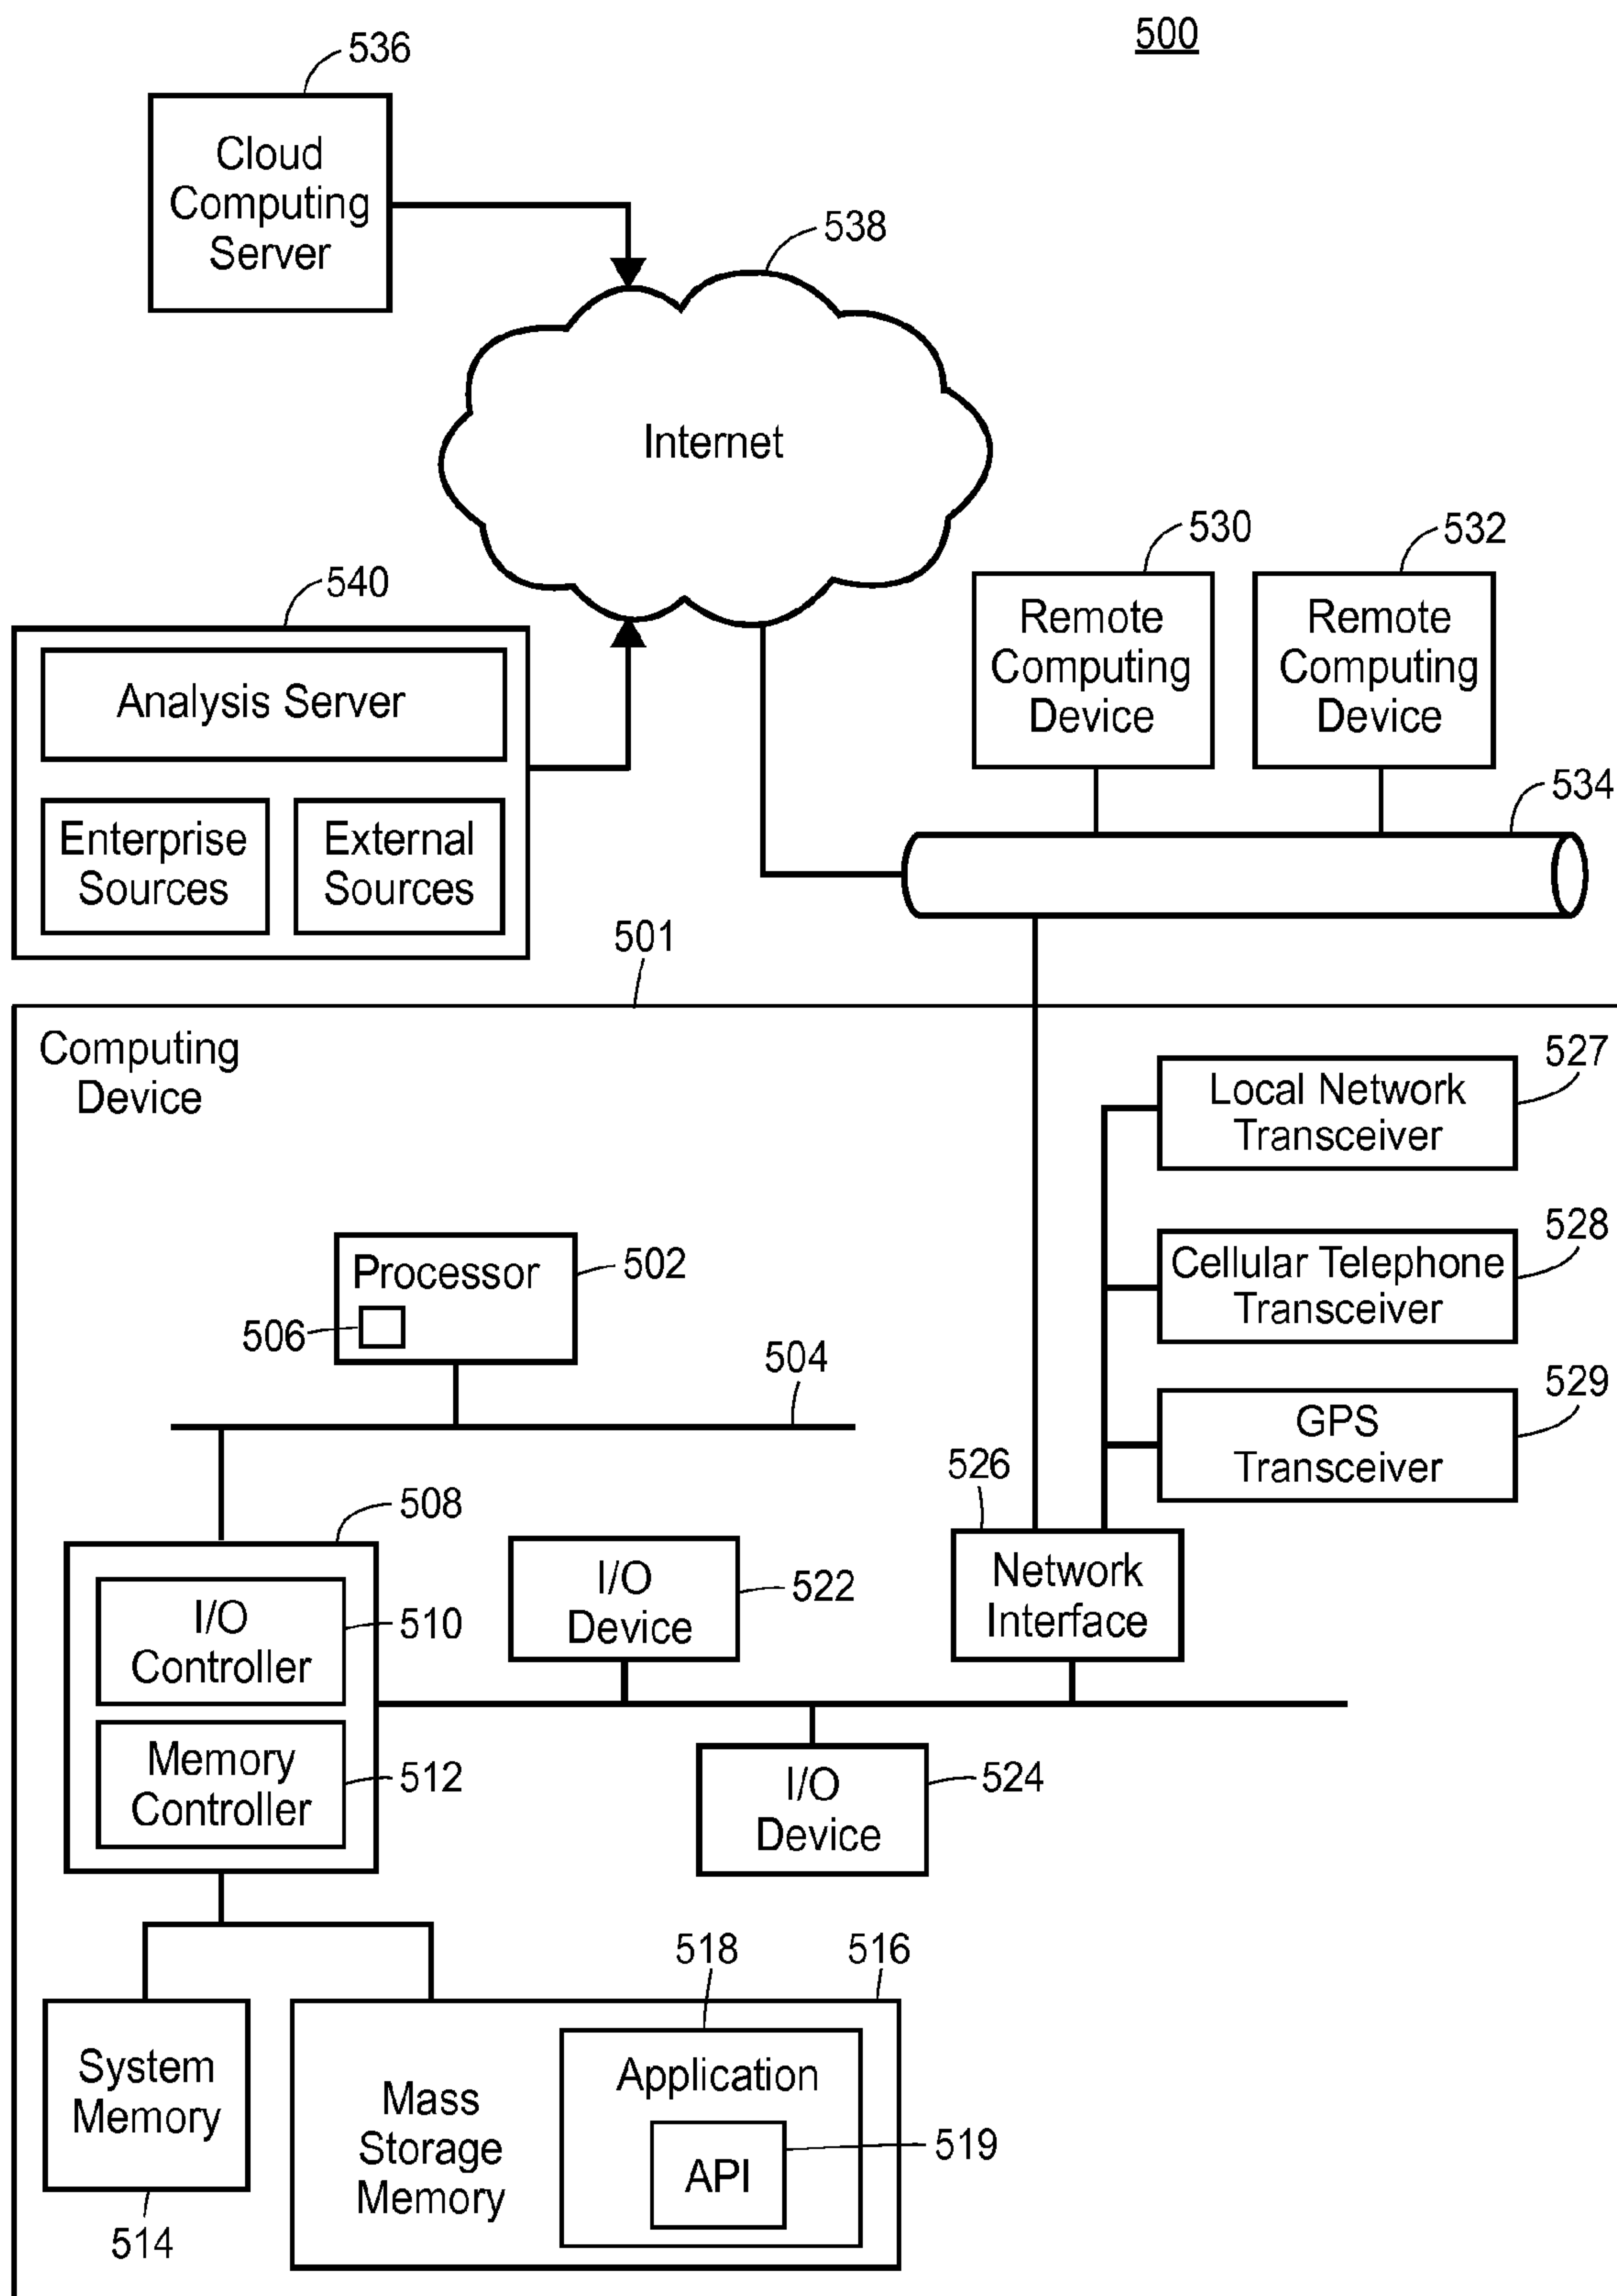 500
536
Cloud
Computing
Server
538
Internet
530
532
Remote
Computing
Device
Remote
Computing
Device
534
540
Analysis Server
Enterprise
Sources
External
Sources
501
Computing
Device
527
Local Network
Transceiver
528
Cellular Telephone
Transceiver
529
GPS
Transceiver
Processor
502
506
504
526
Network
Interface
508
I/O
Controller
510
Memory
Controller
512
I/O
Device
522
I/O
Device
524
System
Memory
514
516
Mass
Storage
Memory
518
Application
API
519